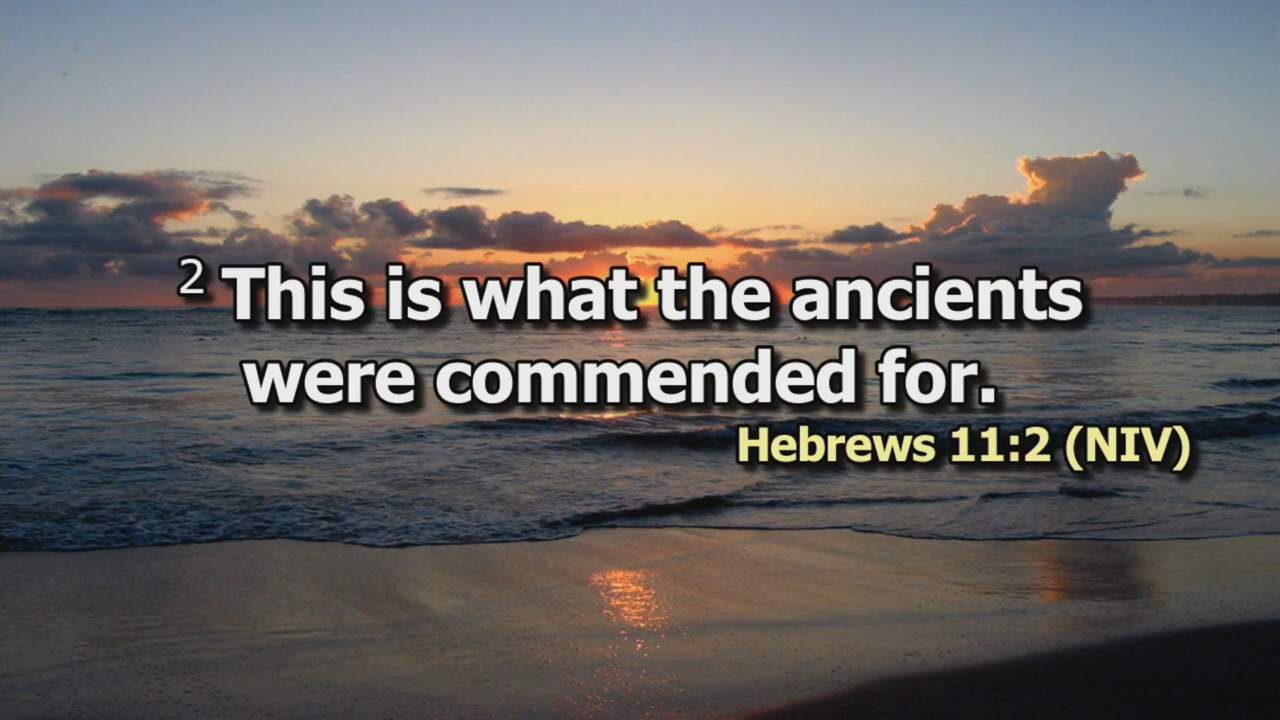 2 This is what the ancients
were commended for.
Hebrews 11:2 (NIV)